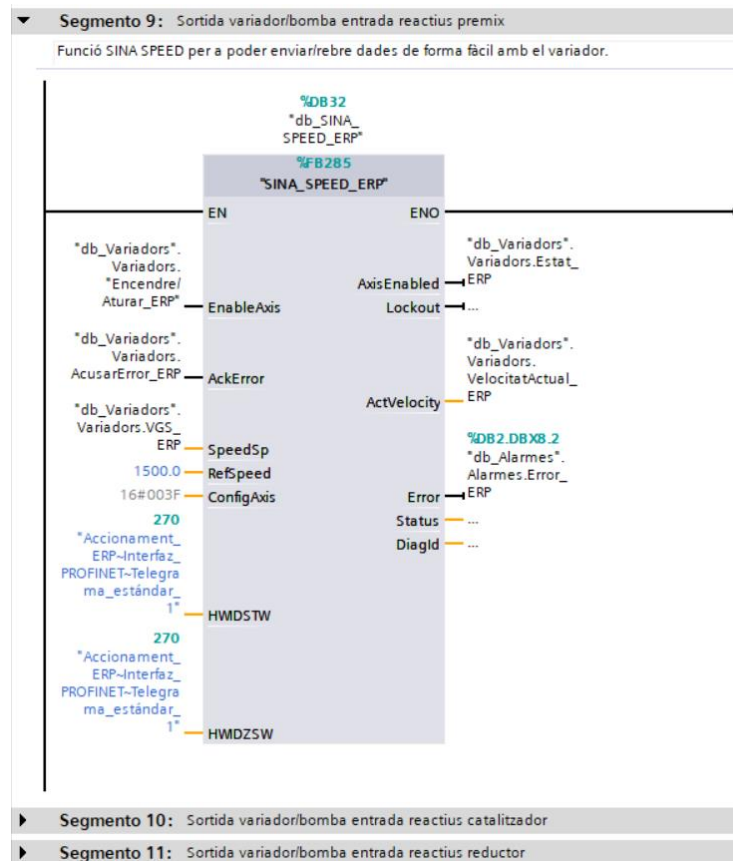 Segmento 9: Sortida variador/bomba entrada reactius premix
Funció SINA SPEED per a poder enviar/rebre dades de forma fàcil amb el variador.
%DB32
"db_SINA_
SPEED_ERP"
%FB285
"SINA_SPEED_ERP"
EN
ENO
"db_Variadors".
Variadors.
"Encendre/
Aturar_ERP"
EnableAxis
"db_Variadors".
Variadors.
AcusarError_ERP
AckError
"db_Variadors".
Variadors.VGS_
ERP
SpeedSp
1500.0
RefSpeed
16#003F
ConfigAxis
270
"Accionament_
ERP~Interfaz_
PROFINET~Telegra
ma_estándar_
1"
HWIDSTW
270
"Accionament_
ERP~Interfaz_
PROFINET~Telegra
ma_estándar_
1"
HWIDZSW
"db_Variadors".
Variadors.Estat_
ERP
AxisEnabled
Lockout
...
"db_Variadors".
Variadors.
VelocitatActual_
ERP
ActVelocity
%DB2.DBX8.2
"db_Alarmes".
Alarmes.Error_
ERP
Error
Status
...
DiagId
...
Segmento 10: Sortida variador/bomba entrada reactius catalitzador
Segmento 11: Sortida variador/bomba entrada reactius reductor